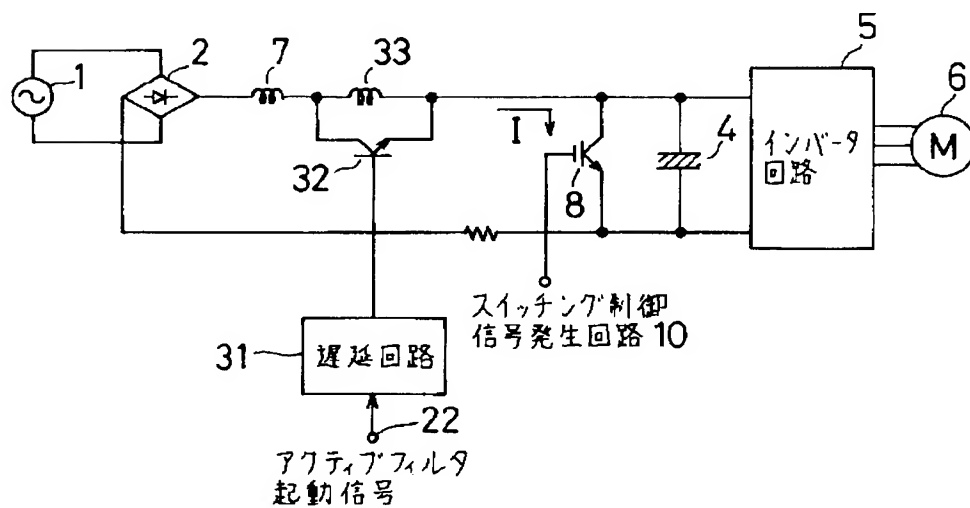 1
2
7
33
5
6
I
4
M
インバータ
回路
32
8
スイッチング制御
信号発生回路10
31
遅延回路
22
アクティブフィルタ
起動信号